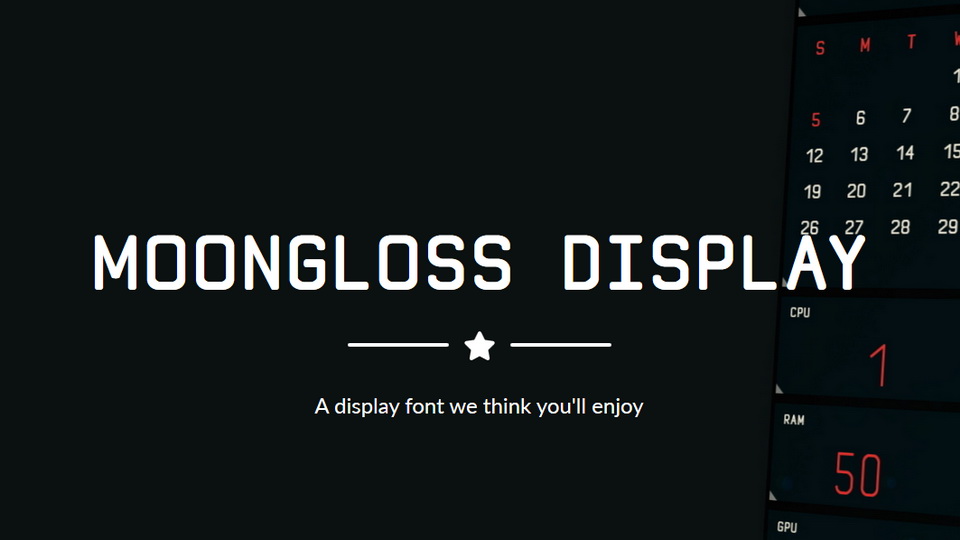 S M T
5 6 7 8
12 13 14 15
19 20 21 22
26 27 28 29
MOONGLOSS DISPLAY
A display font we think you'll enjoy
CPU
1
RAM
50
GPU